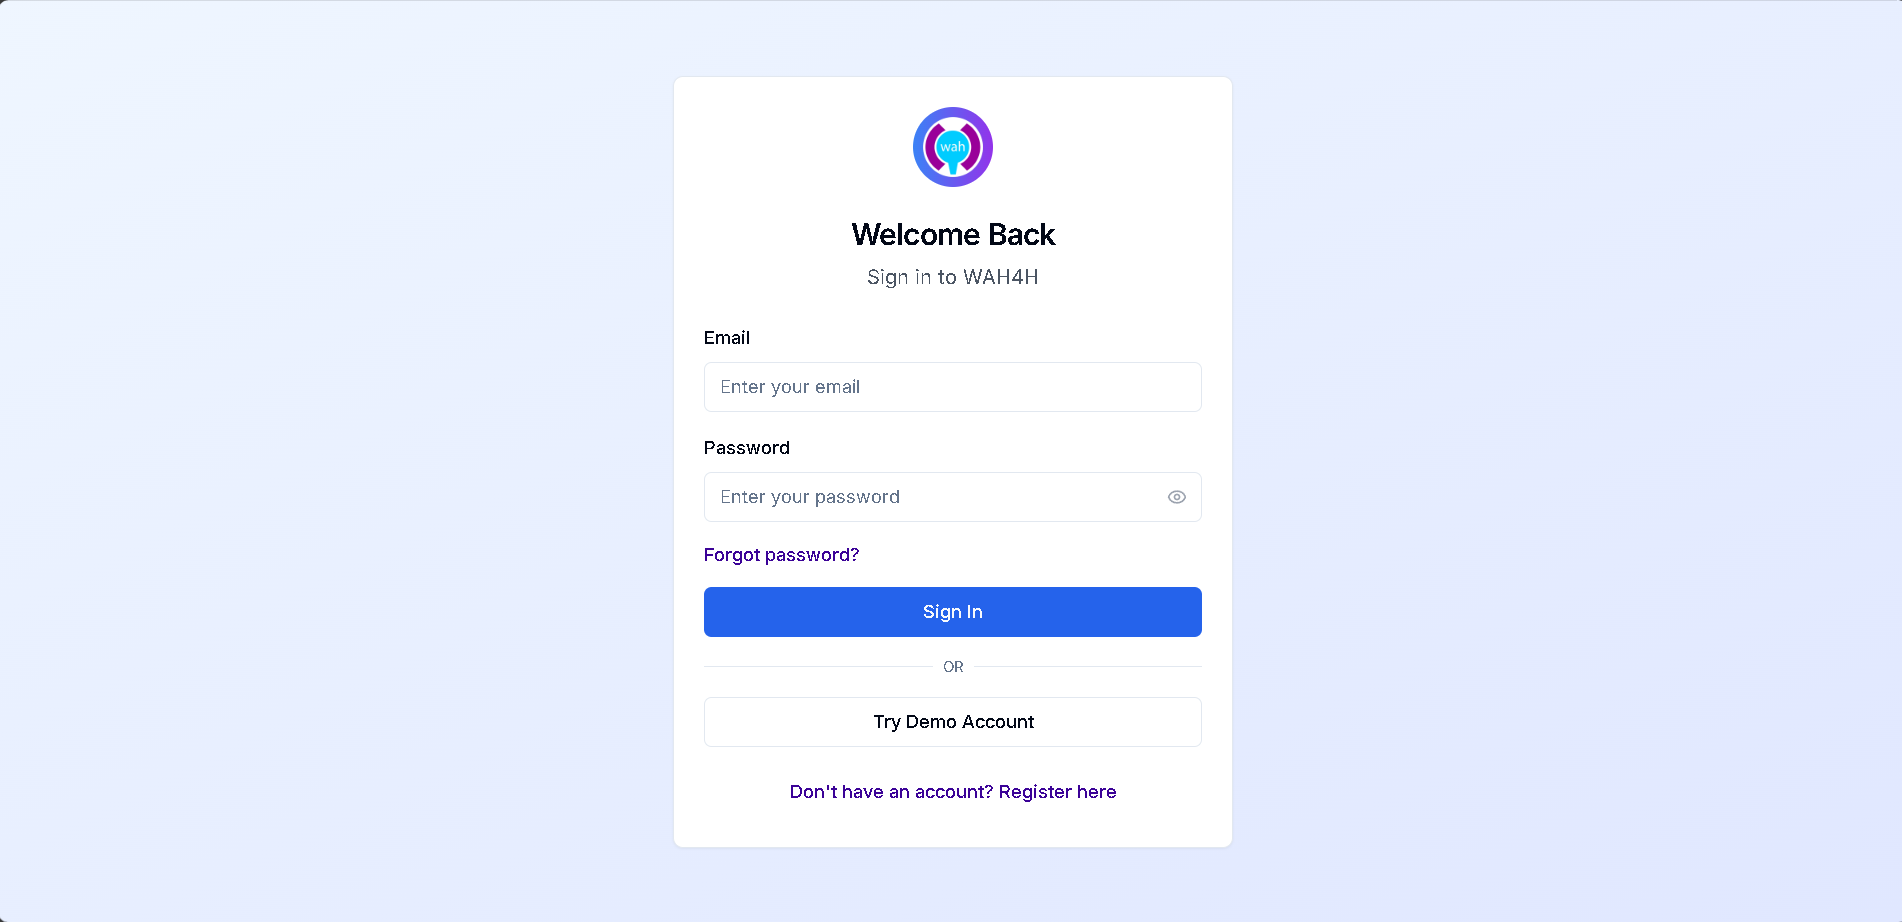 wah
Welcome Back
Sign in to WAH4H
Email
Enter your email
Password
Enter your password
Forgot password?
Sign In
OR
Try Demo Account
Don't have an account? Register here